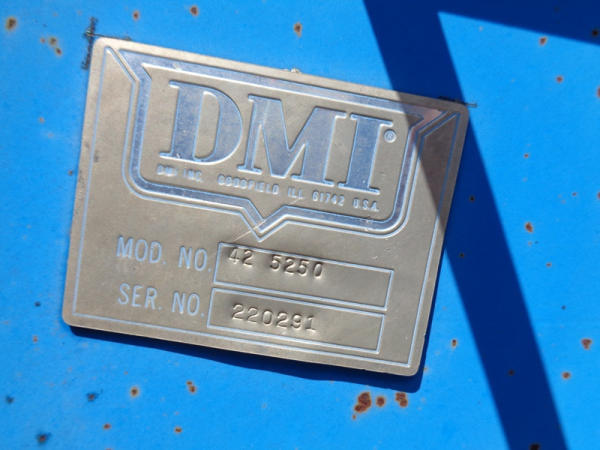 DMI®
DMI INC. GOODFIELD ILL. 61742 U.S.A.
MOD. NO. 42 5250
SER. NO. 220291